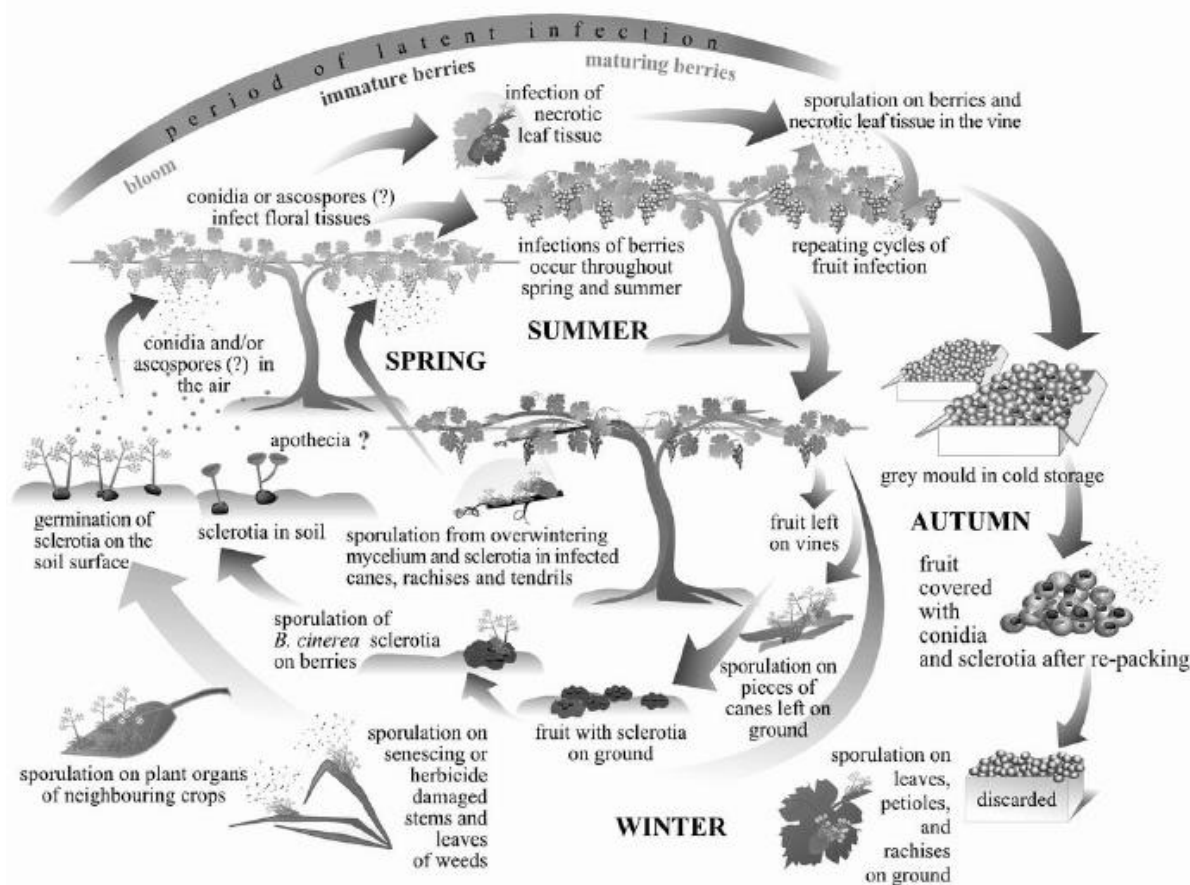 period of latent infection
bloom
immature berries
maturing berries
infection of
necrotic
leaf tissue
sporulation on berries and
necrotic leaf tissue in the vine
conidia or ascospores (?)
infect floral tissues
infections of berries
occur throughout
spring and summer
repeating cycles of
fruit infection
SUMMER
conidia and/or
ascospores (?) in
the air
SPRING
apothecia ?
germination of
sclerotia on the
soil surface
sclerotia in soil
sporulation from overwintering
mycelium and sclerotia in infected
canes, rachises and tendrils
fruit left
on vines
grey mould in cold storage
AUTUMN
fruit
covered
with
conidia
and sclerotia after re-packing
sporulation of
B. cinerea sclerotia
on berries
fruit with sclerotia
on ground
sporulation on
pieces of
canes left on
ground
sporulation on plant organs
of neighbouring crops
sporulation on
senescing or
herbicide
damaged
stems and
leaves
of weeds
WINTER
sporulation on
leaves,
petioles,
and
rachises
on ground
discarded